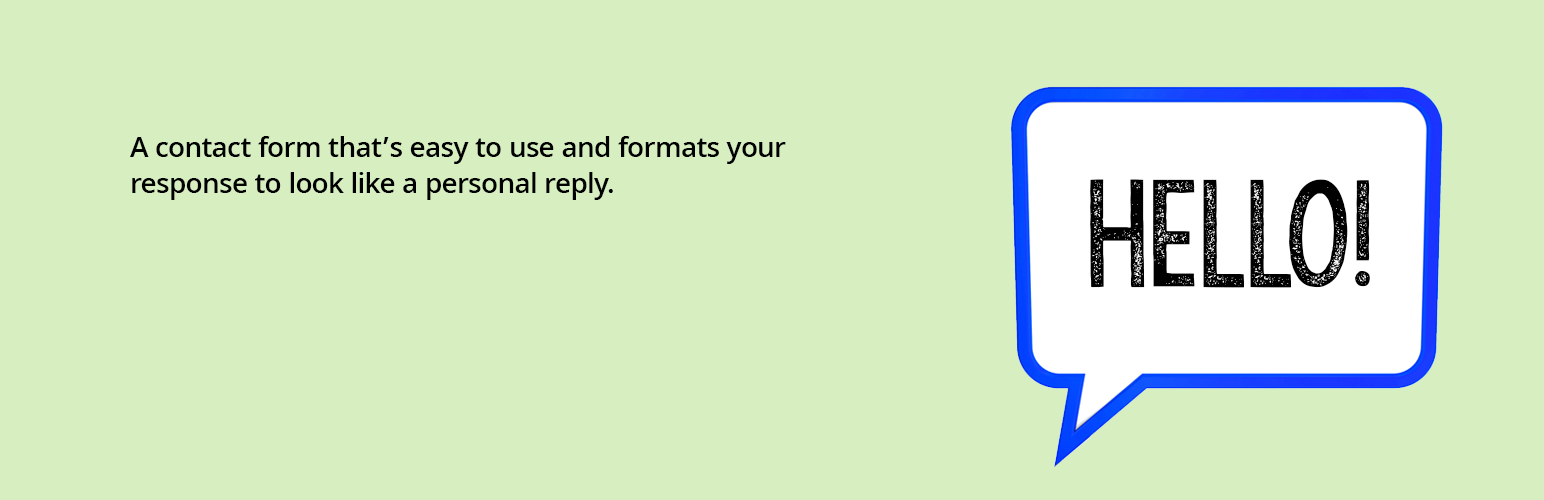 A contact form that’s easy to use and formats your
response to look like a personal reply.
HELLO!